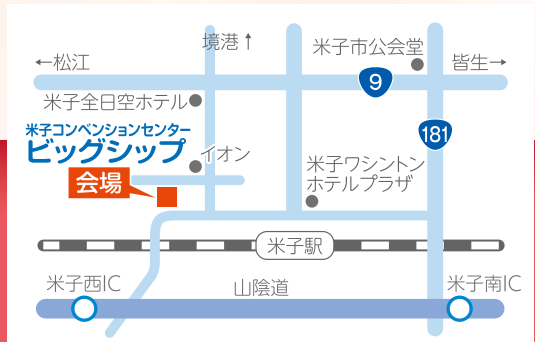 境港↑
米子市公会堂
←松江
皆生→
9
米子全日空ホテル
米子コンベンションセンター
ビッグシップ
181
イオン
米子ワシントン
ホテルプラザ
会場
米子駅
米子西IC
山陰道
米子南IC